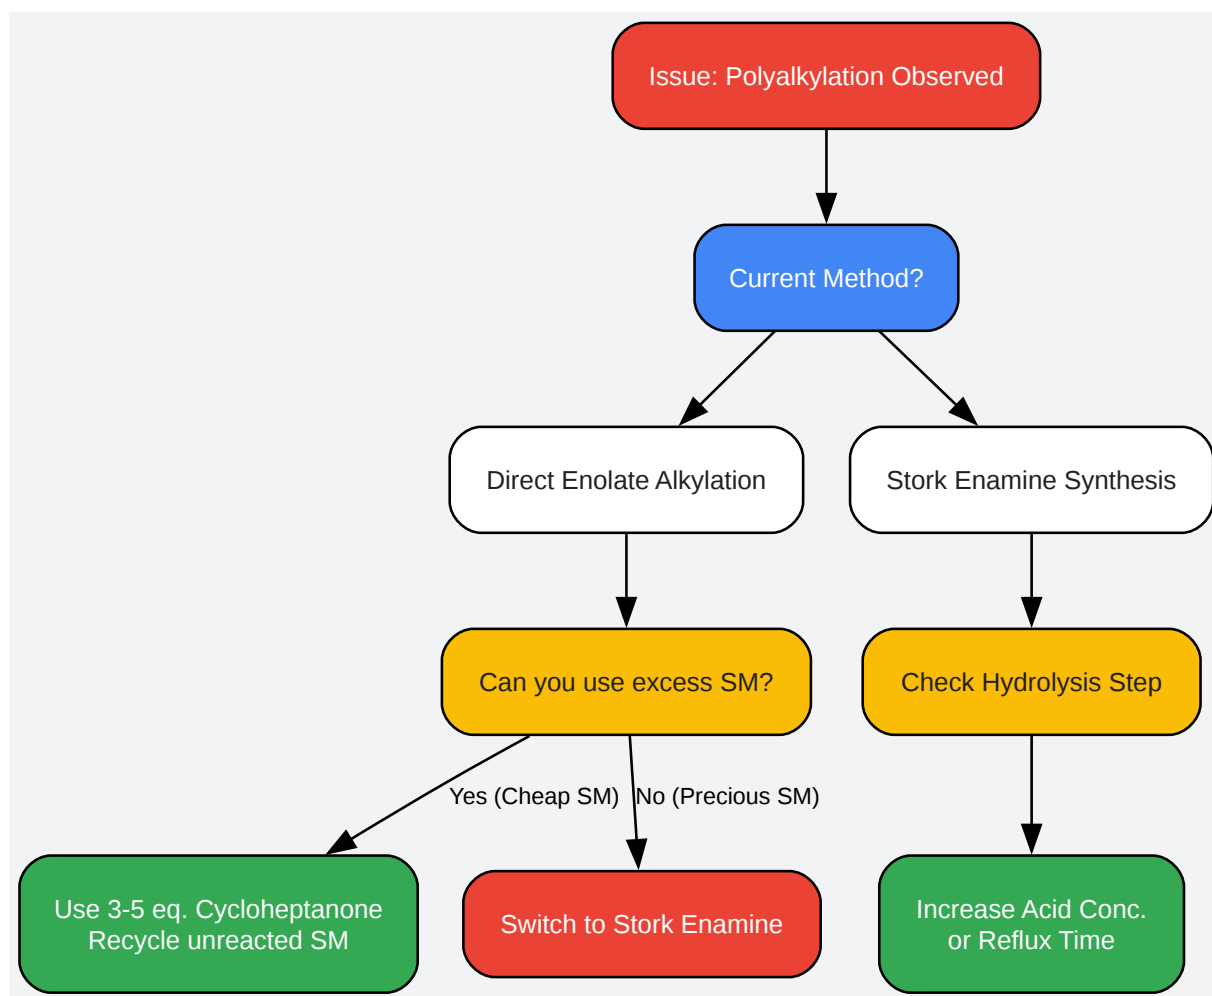 Issue: Polyalkylation Observed
Current Method?
Direct Enolate Alkylation
Stork Enamine Synthesis
Can you use excess SM?
Check Hydrolysis Step
Yes (Cheap SM)
No (Precious SM)
Use 3-5 eq. Cycloheptanone
Recycle unreacted SM
Switch to Stork Enamine
Increase Acid Conc.
or Reflux Time